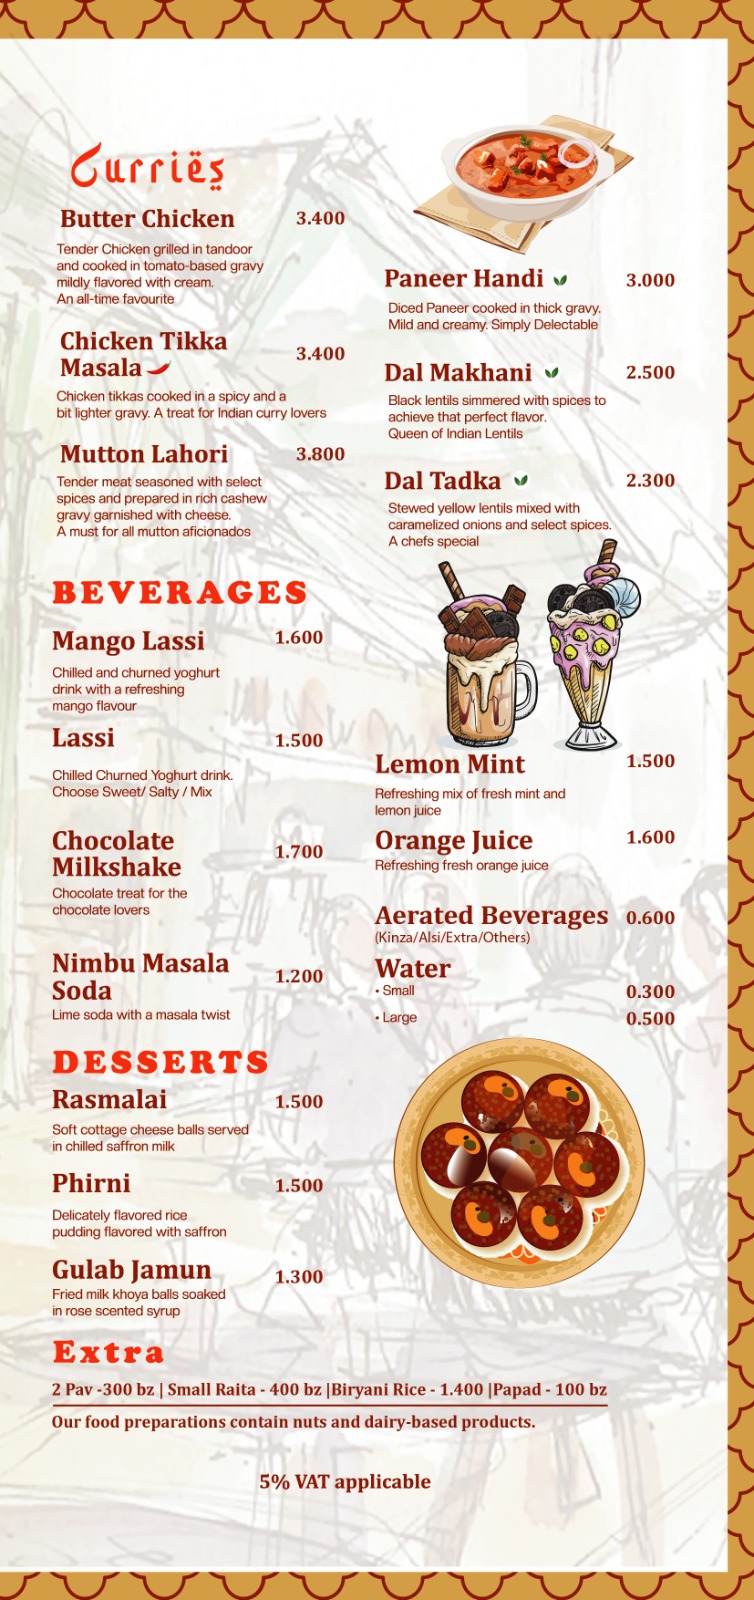 Curriës
Butter Chicken 3.400
Tender Chicken grilled in tandoor
and cooked in tomato-based gravy
mildly flavored with cream.
An all-time favourite
Chicken Tikka
Masala 3.400
Chicken tikkas cooked in a spicy and a
bit lighter gravy. A treat for Indian curry lovers
Mutton Lahori 3.800
Tender meat seasoned with select
spices and prepared in rich cashew
gravy garnished with cheese.
A must for all mutton aficionados
Paneer Handi 3.000
Diced Paneer cooked in thick gravy.
Mild and creamy. Simply Delectable
Dal Makhani 2.500
Black lentils simmered with spices to
achieve that perfect flavor.
Queen of Indian Lentils
Dal Tadka 2.300
Stewed yellow lentils mixed with
caramelized onions and select spices.
A chefs special
BEVERAGES
Mango Lassi 1.600
Chilled and churned yoghurt
drink with a refreshing
mango flavour
Lassi 1.500
Chilled Churned Yoghurt drink.
Choose Sweet/ Salty / Mix
Chocolate
Milkshake 1.700
Chocolate treat for the
chocolate lovers
Nimbu Masala
Soda 1.200
Lime soda with a masala twist
Lemon Mint 1.500
Refreshing mix of fresh mint and
lemon juice
Orange Juice 1.600
Refreshing fresh orange juice
Aerated Beverages 0.600
(Kinza/Alsi/Extra/Others)
Water
• Small 0.300
• Large 0.500
DESSERTS
Rasmalai 1.500
Soft cottage cheese balls served
in chilled saffron milk
Phirni 1.500
Delicately flavored rice
pudding flavored with saffron
Gulab Jamun 1.300
Fried milk khoya balls soaked
in rose scented syrup
Extra
2 Pav -300 bz | Small Raita - 400 bz |Biryani Rice - 1.400 |Papad - 100 bz
Our food preparations contain nuts and dairy-based products.
5% VAT applicable